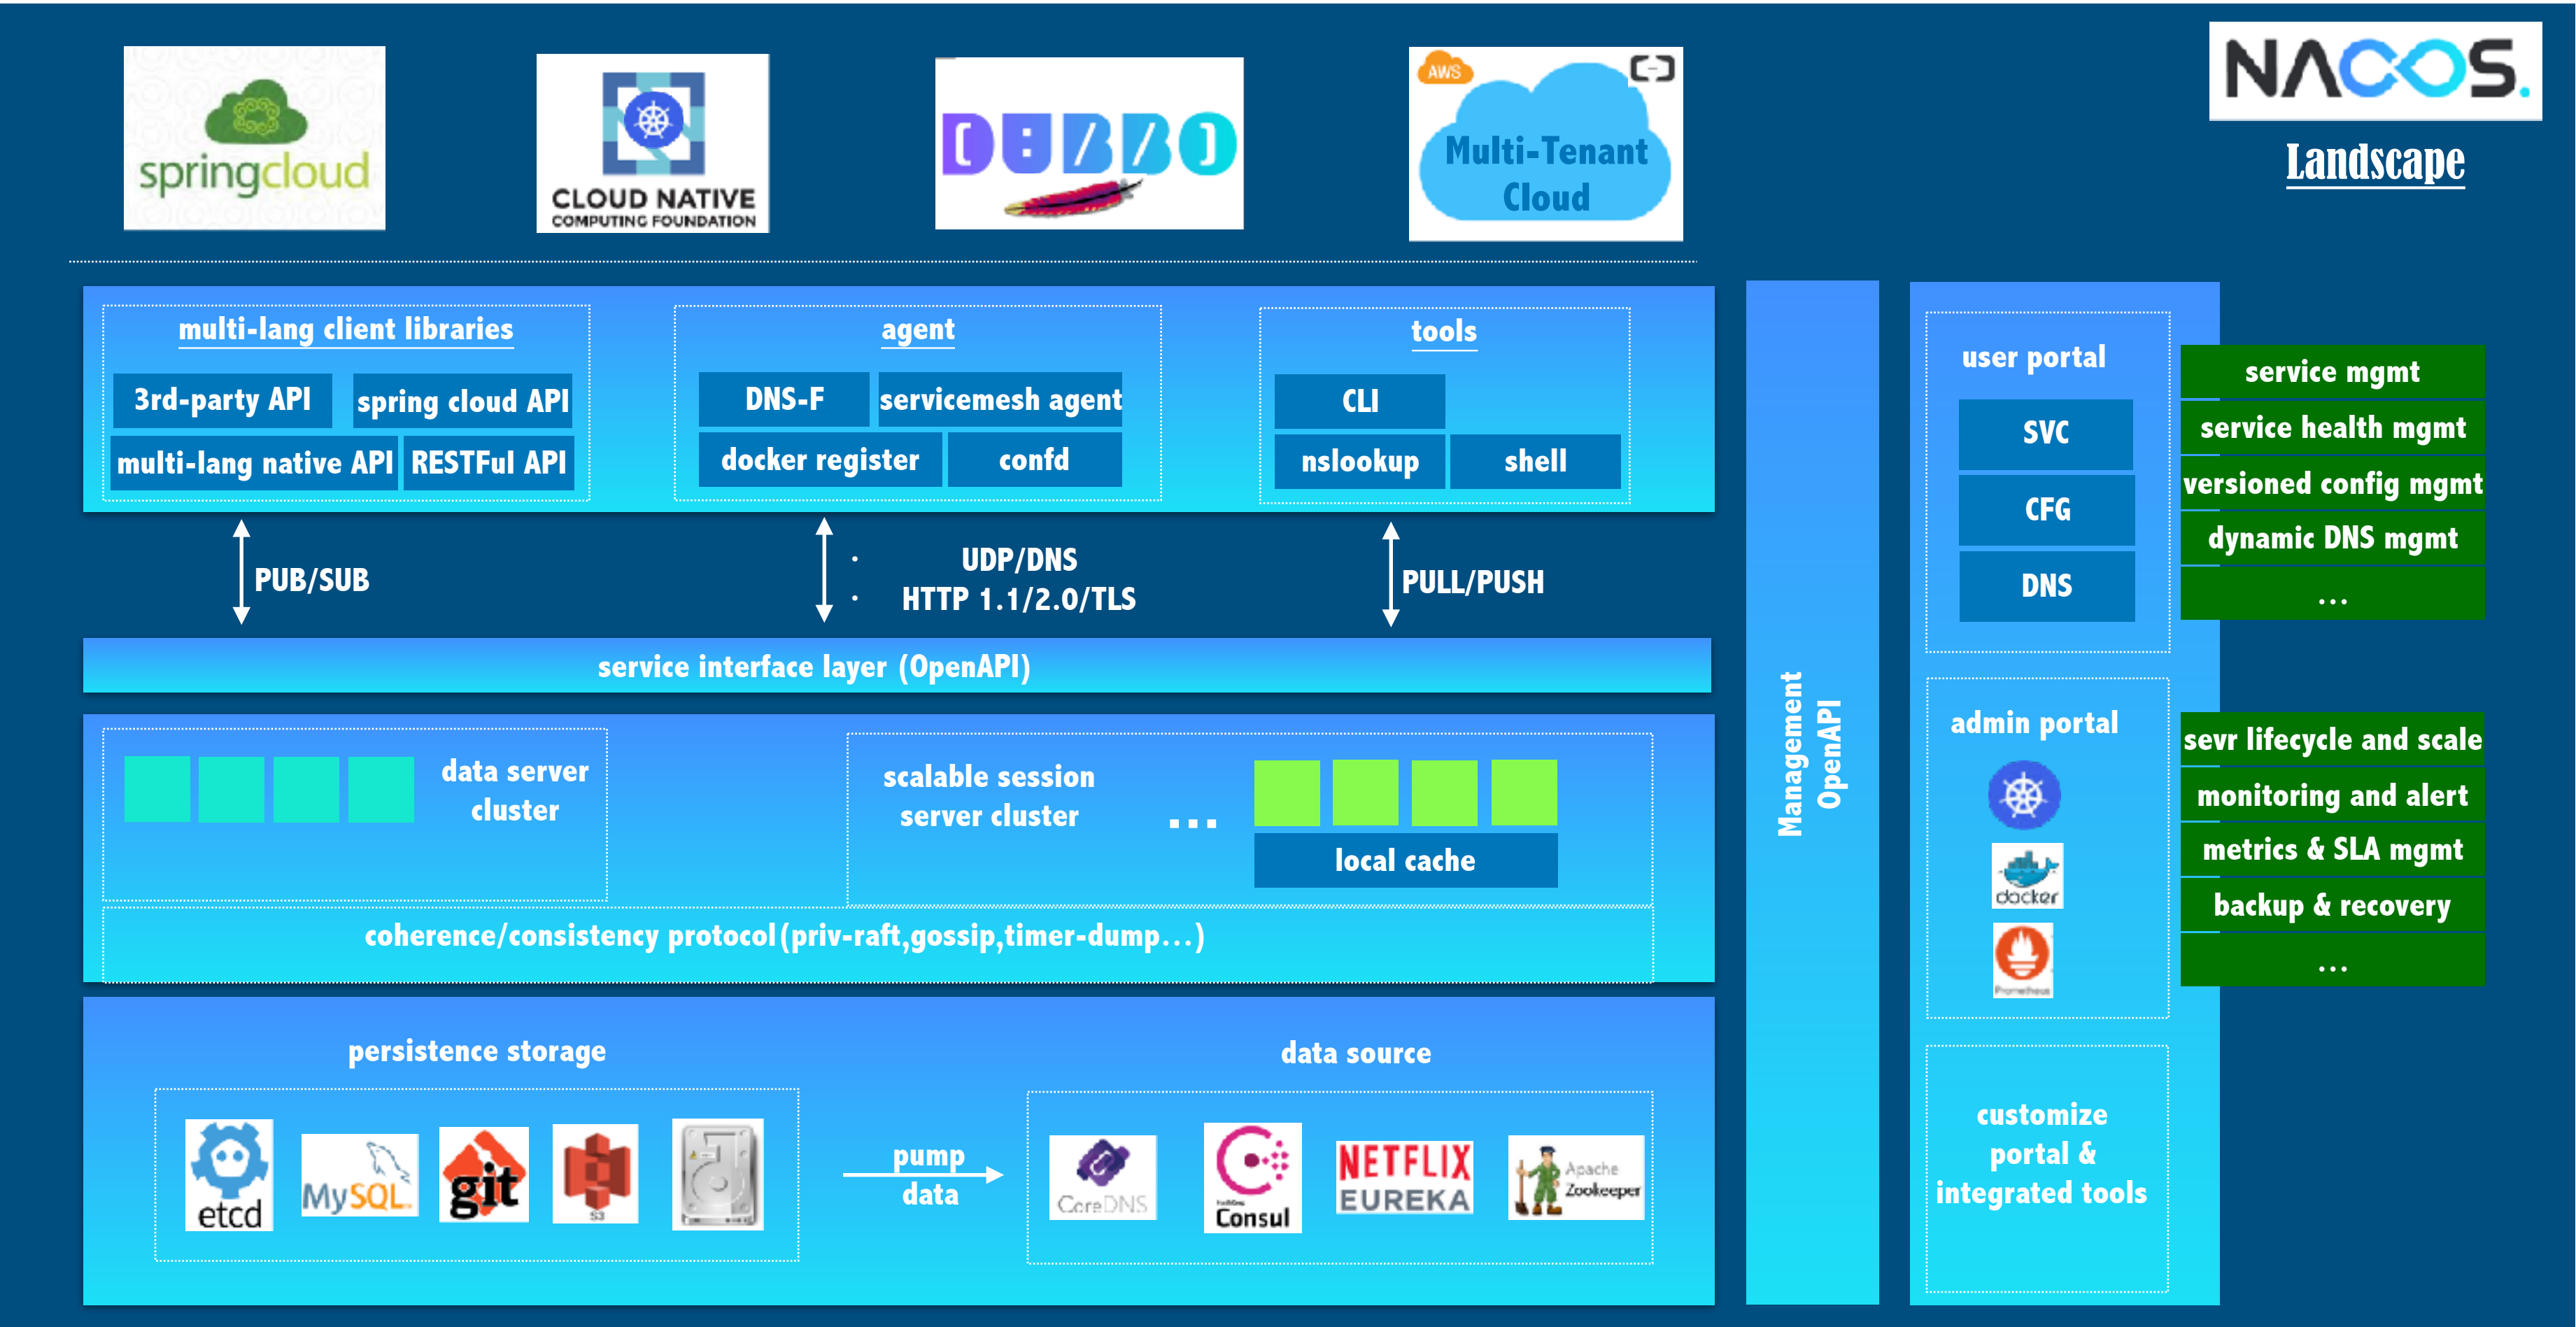 springcloud
CLOUD NATIVE
COMPUTING FOUNDATION
DUBBO
AWS
Multi-Tenant
Cloud
NACOS.
Landscape
multi-lang client libraries
3rd-party API
spring cloud API
multi-lang native API
RESTFul API
agent
DNS-F
servicemesh agent
docker register
confd
tools
CLI
nslookup
shell
PUB/SUB
· UDP/DNS
· HTTP 1.1/2.0/TLS
PULL/PUSH
service interface layer (OpenAPI)
data server
cluster
scalable session
server cluster
...
local cache
coherence/consistency protocol(priv-raft,gossip,timer-dump...)
persistence storage
etcd
MySQL
git
S3
pump
data
data source
CoreDNS
Consul
NETFLIX
EUREKA
Apache
Zookeeper
Management
OpenAPI
user portal
SVC
CFG
DNS
service mgmt
service health mgmt
versioned config mgmt
dynamic DNS mgmt
...
admin portal
docker
Prometheus
sevr lifecycle and scale
monitoring and alert
metrics & SLA mgmt
backup & recovery
...
customize
portal &
integrated tools